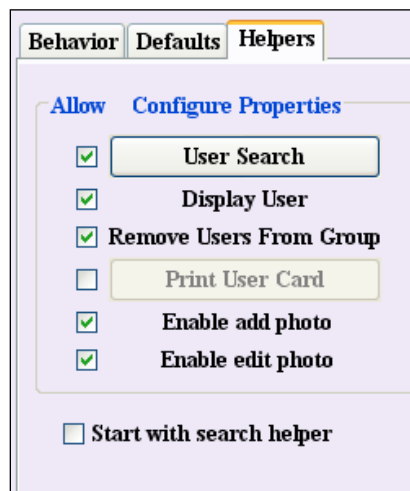 Behavior Defaults Helpers
Allow Configure Properties
User Search
Display User
Remove Users From Group
Print User Card
Enable add photo
Enable edit photo
Start with search helper